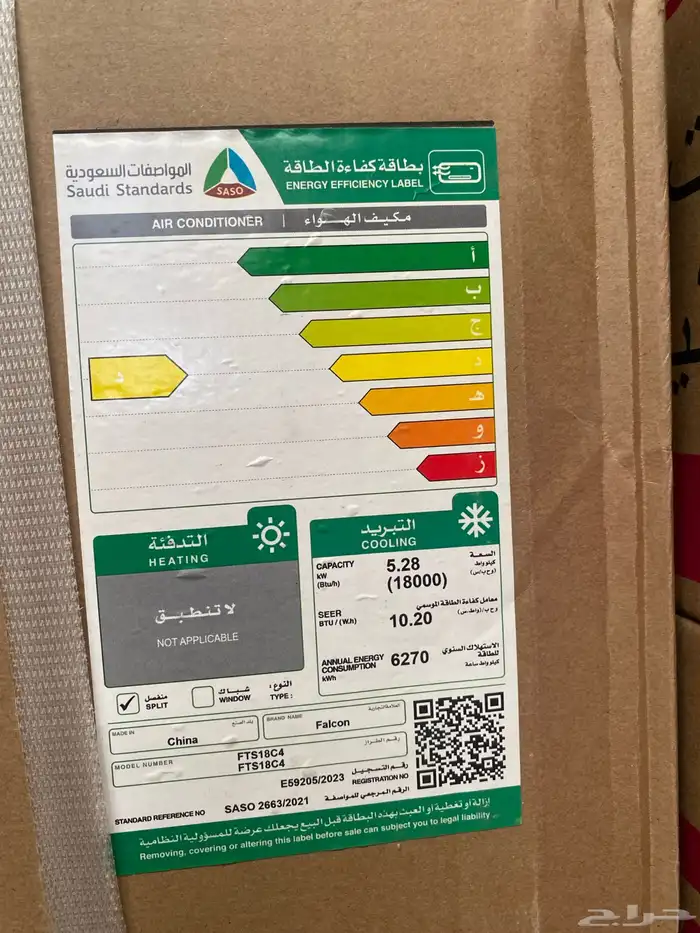 المواصفات السعودية
Saudi Standards
SASO
بطاقة كفاءة الطاقة
ENERGY EFFICIENCY LABEL
AIR CONDITIONER | مكيف الهـــواء
أ
ب
ج
د
د
هـ
و
ز
التدفئة
HEATING
لا تنطبق
NOT APPLICABLE
التبريد
COOLING
CAPACITY 5.28 السعة
kW كيلو واط
(Btu/h) (18000) (و ح ب/س)
معامل كفاءة الطاقة الموسمي
SEER 10.20 و ح ب/(واط.س)
BTU / (W.h)
ANNUAL ENERGY CONSUMPTION 6270 الاستهلاك السنوي للطاقة
kWh كيلو واط ساعة
منفصل شباك النوع:
SPLIT WINDOW TYPE:
MADE IN بلد الصنع
China
BRAND NAME العلامة التجارية
Falcon
MODEL NUMBER رقم الطراز
FTS18C4
FTS18C4
E59205/2023 رقم التسجيل
REGISTRATION NO
STANDARD REFERENCE NO SASO 2663/2021 الرقم المرجعي للمواصفة
إزالة أو تغطية أو العبث بهذه البطاقة قبل البيع يجعلك عرضة للمسؤولية النظامية
Removing, covering or altering this label before sale can subject you to legal liability
حراج